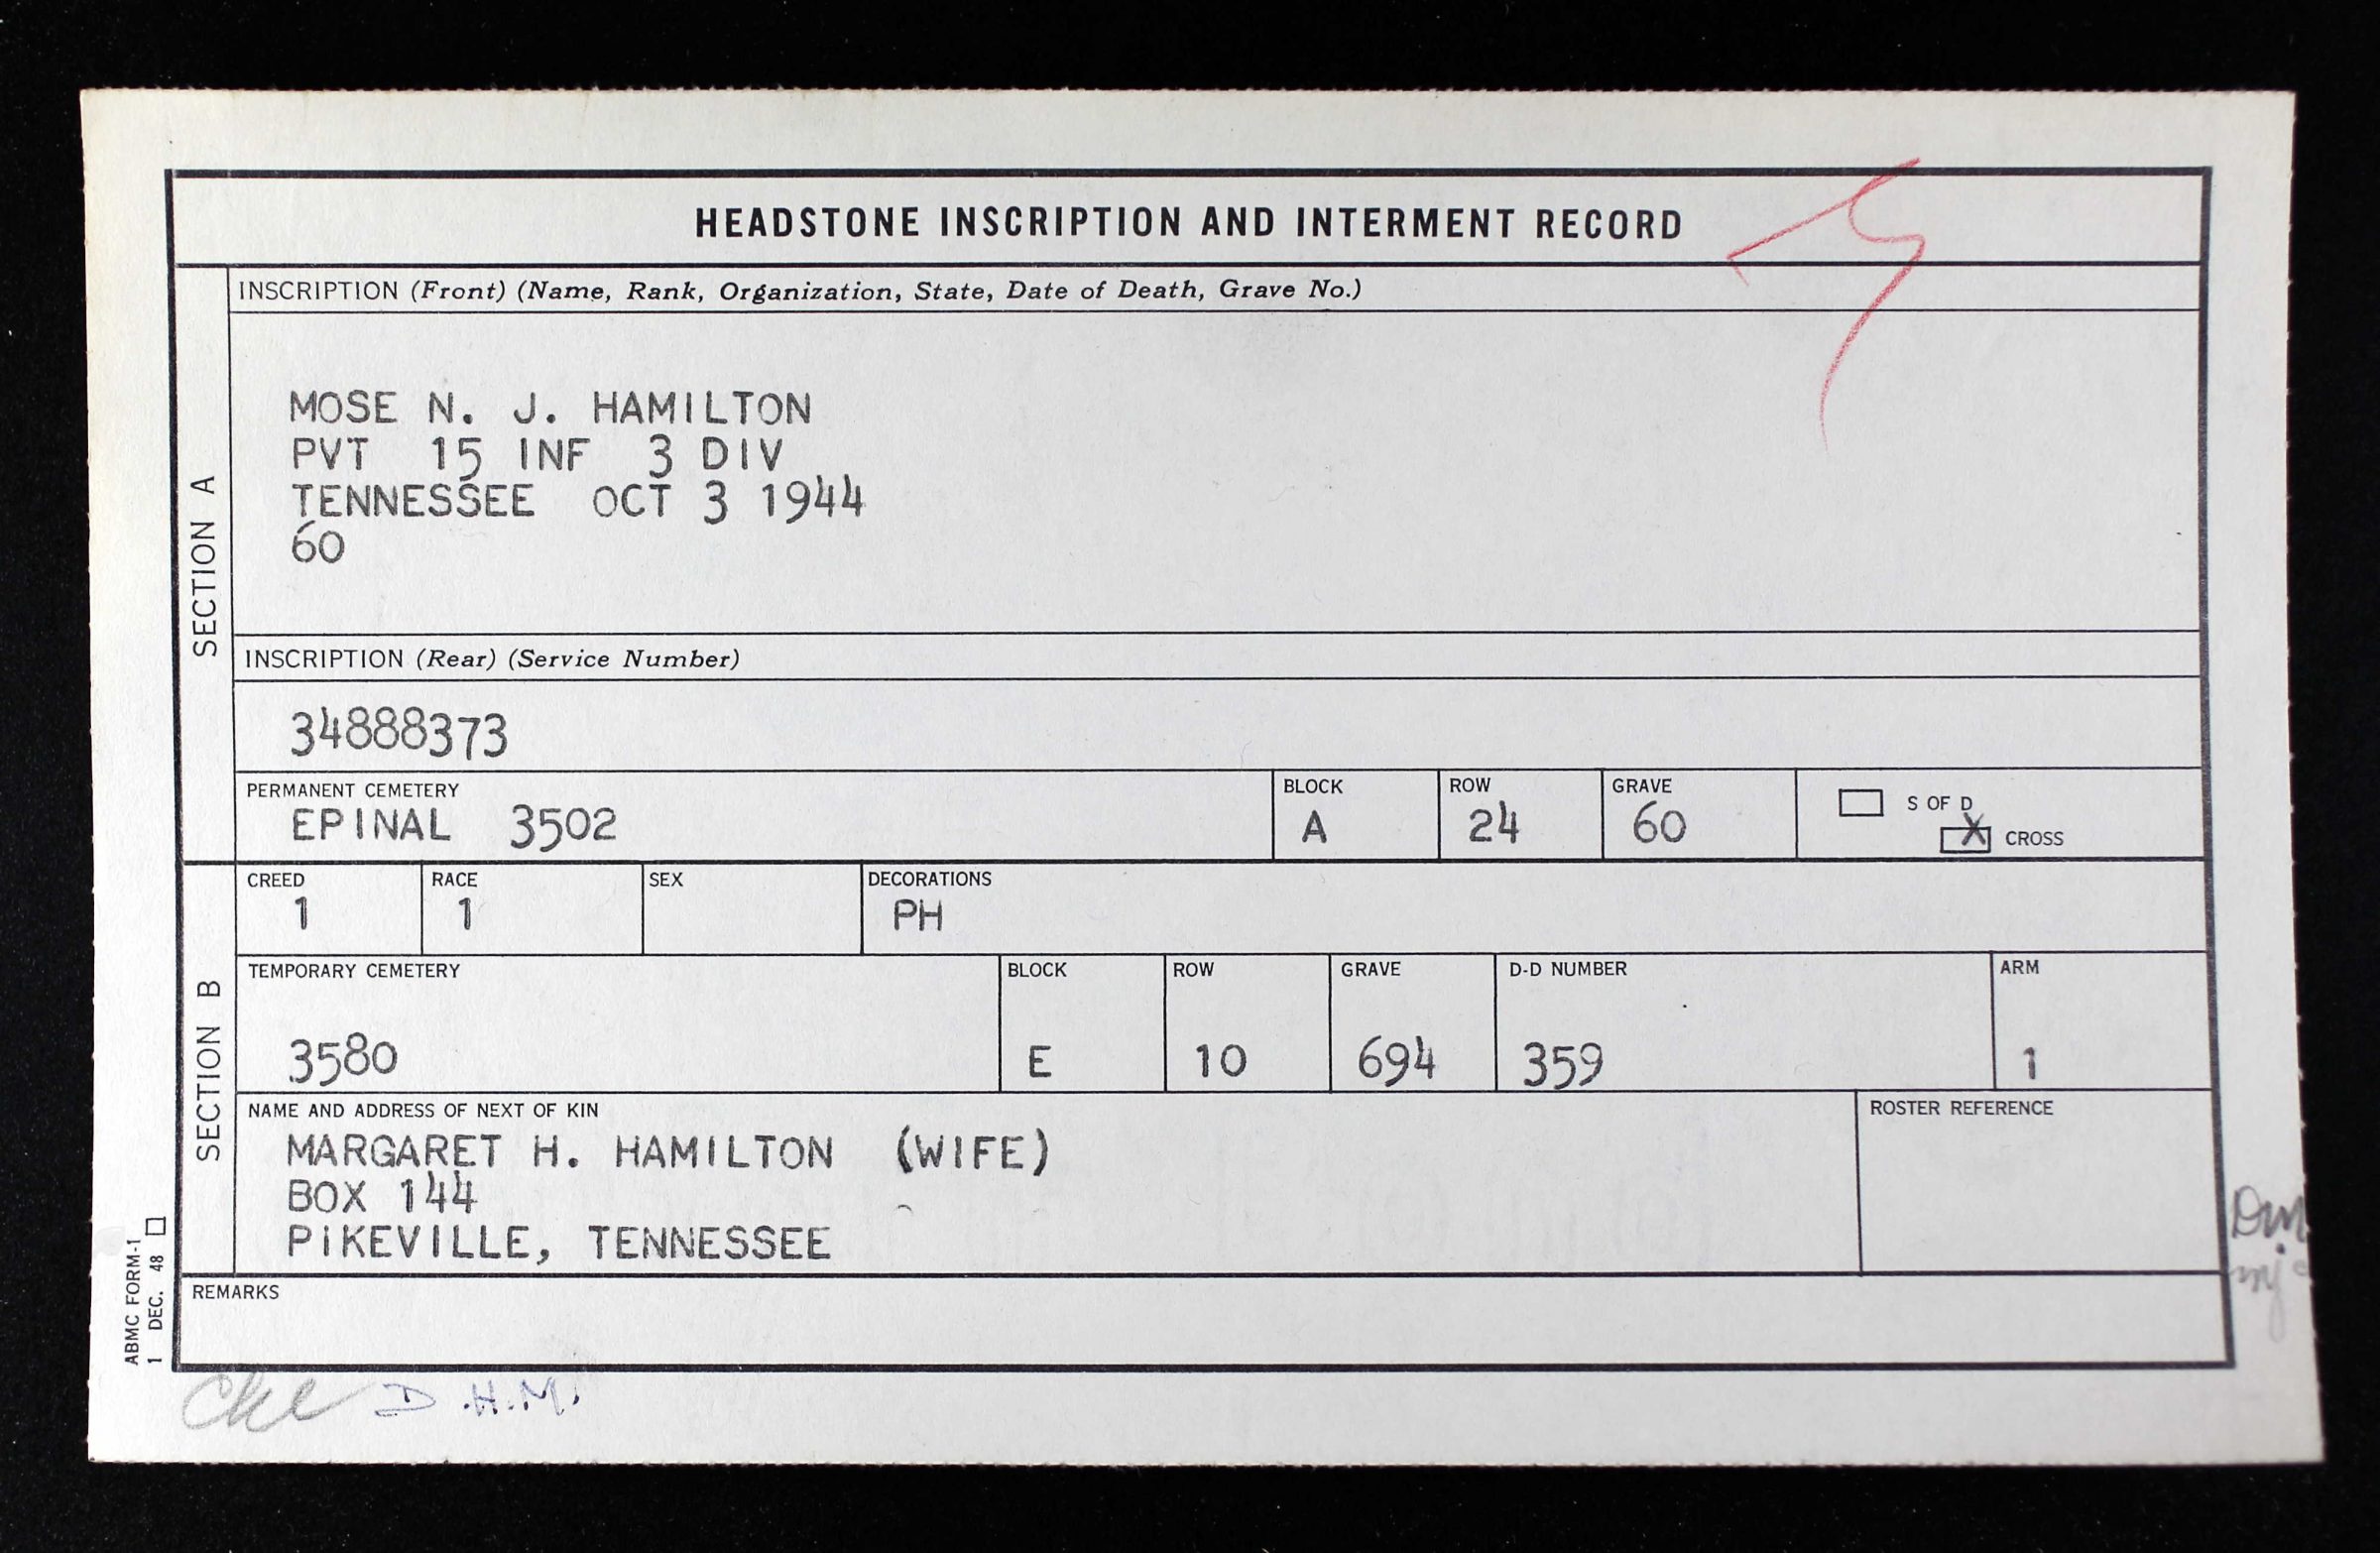 HEADSTONE INSCRIPTION AND INTERMENT RECORD
SECTION A
INSCRIPTION (Front) (Name, Rank, Organization, State, Date of Death, Grave No.)
MOSE N. J. HAMILTON
PVT 15 INF 3 DIV
TENNESSEE OCT 3 1944
60
INSCRIPTION (Rear) (Service Number)
34888373
PERMANENT CEMETERY
EPINAL 3502
BLOCK
A
ROW
24
GRAVE
60
S OF D
X CROSS
SECTION B
CREED
1
RACE
1
SEX
DECORATIONS
PH
TEMPORARY CEMETERY
3580
BLOCK
E
ROW
10
GRAVE
694
D-D NUMBER
359
ARM
1
NAME AND ADDRESS OF NEXT OF KIN
MARGARET H. HAMILTON (WIFE)
BOX 144
PIKEVILLE, TENNESSEE
ROSTER REFERENCE
REMARKS
ABMC FORM-1
1 DEC. 48
D.H.M.